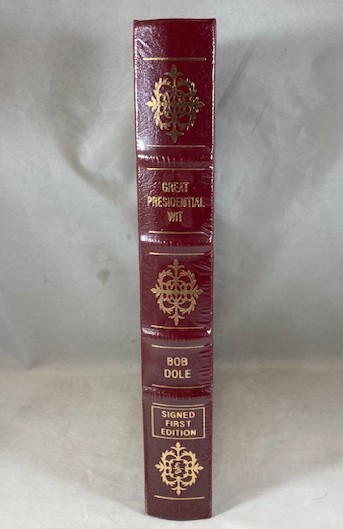 GREAT
PRESIDENTIAL
WIT
BOB
DOLE
SIGNED
FIRST
EDITION